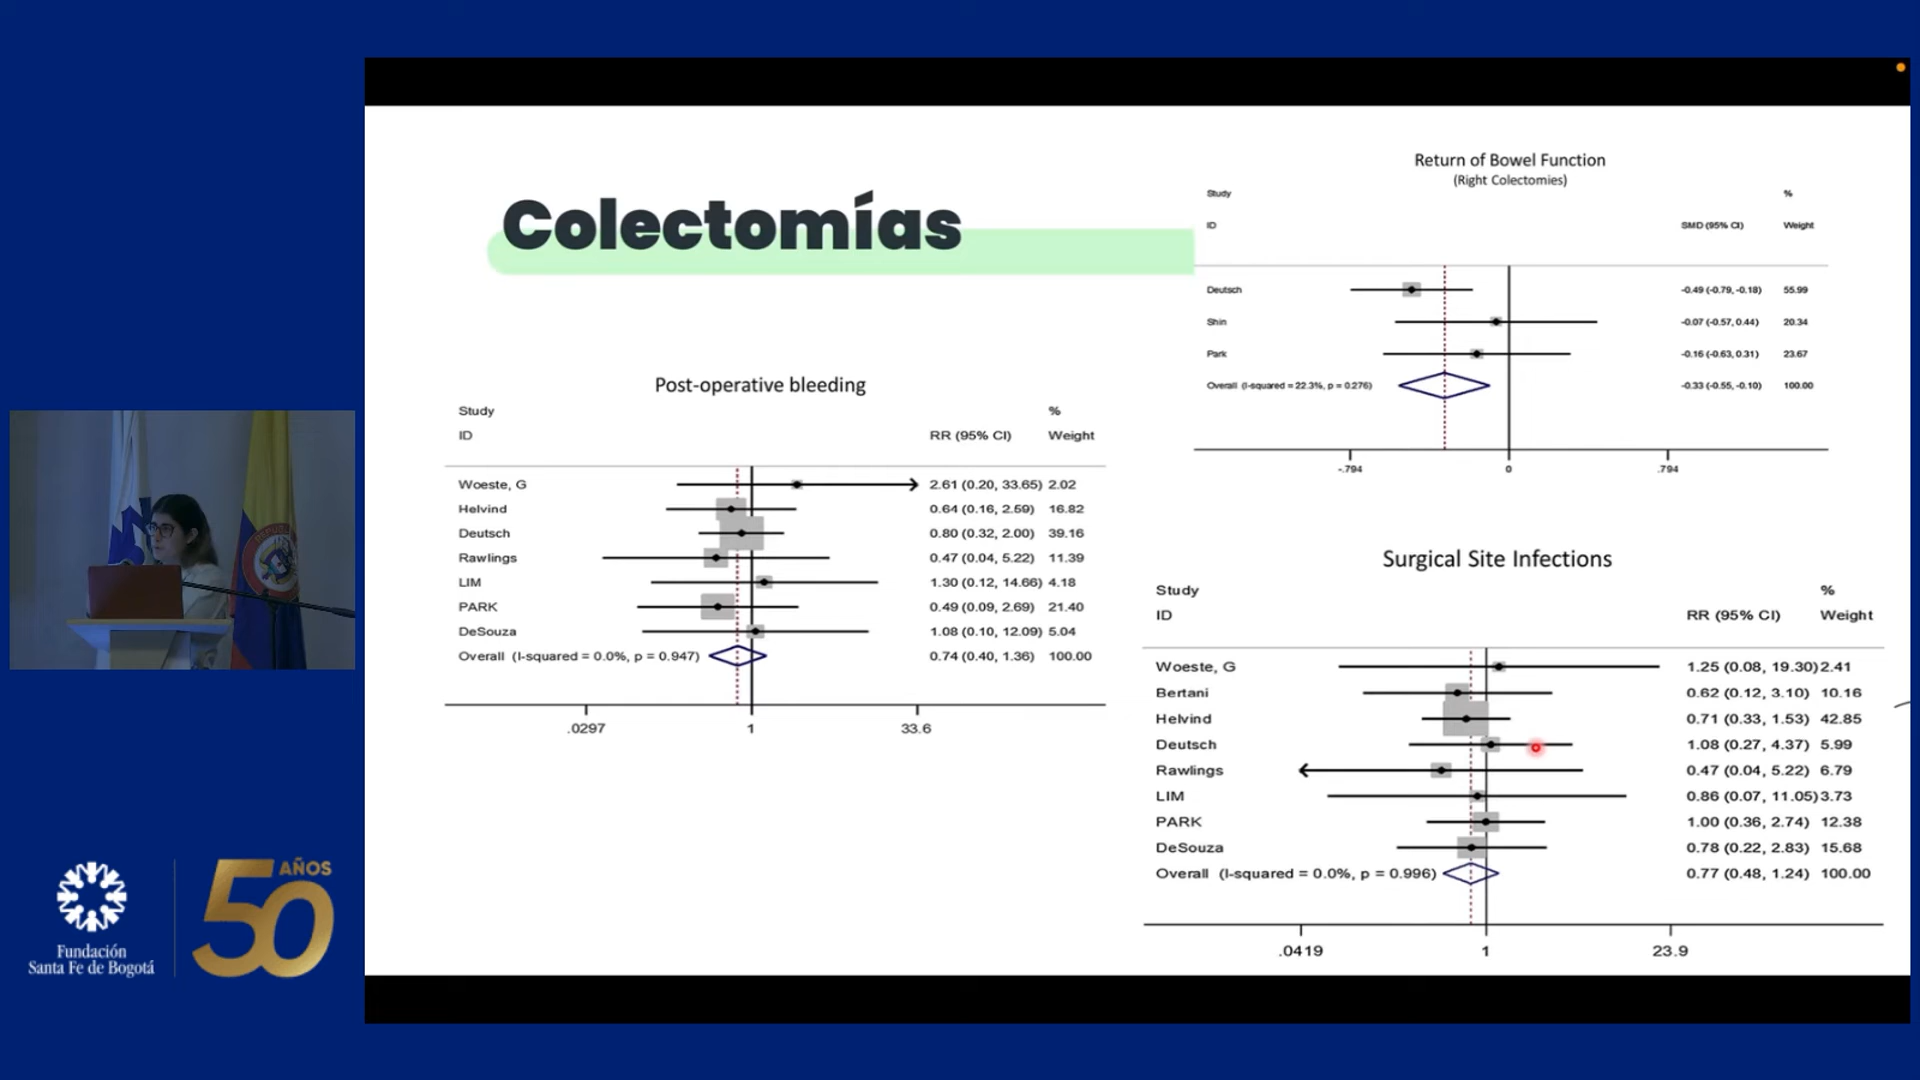 Colectomías
Post-operative bleeding
Study %
ID RR (95% CI) Weight
Woeste, G 2.61 (0.20, 33.65) 2.02
Helvind 0.64 (0.16, 2.59) 16.82
Deutsch 0.80 (0.32, 2.00) 39.16
Rawlings 0.47 (0.04, 5.22) 11.39
LIM 1.30 (0.12, 14.66) 4.18
PARK 0.49 (0.09, 2.69) 21.40
DeSouza 1.08 (0.10, 12.09) 5.04
Overall (I-squared = 0.0%, p = 0.947) 0.74 (0.40, 1.36) 100.00
.0297 1 33.6
Return of Bowel Function
(Right Colectomies)
Study %
ID SMD (95% CI) Weight
Deutsch -0.49 (-0.79, -0.18) 55.99
Shin -0.07 (-0.57, 0.44) 20.34
Park -0.16 (-0.63, 0.31) 23.67
Overall (I-squared = 22.3%, p = 0.276) -0.33 (-0.55, -0.10) 100.00
-.794 0 .794
Surgical Site Infections
Study %
ID RR (95% CI) Weight
Woeste, G 1.25 (0.08, 19.30) 2.41
Bertani 0.62 (0.12, 3.10) 10.16
Helvind 0.71 (0.33, 1.53) 42.85
Deutsch 1.08 (0.27, 4.37) 5.99
Rawlings 0.47 (0.04, 5.22) 6.79
LIM 0.86 (0.07, 11.05) 3.73
PARK 1.00 (0.36, 2.74) 12.38
DeSouza 0.78 (0.22, 2.83) 15.68
Overall (I-squared = 0.0%, p = 0.996) 0.77 (0.48, 1.24) 100.00
.0419 1 23.9
Fundación
Santa Fe de Bogotá
50 AÑOS